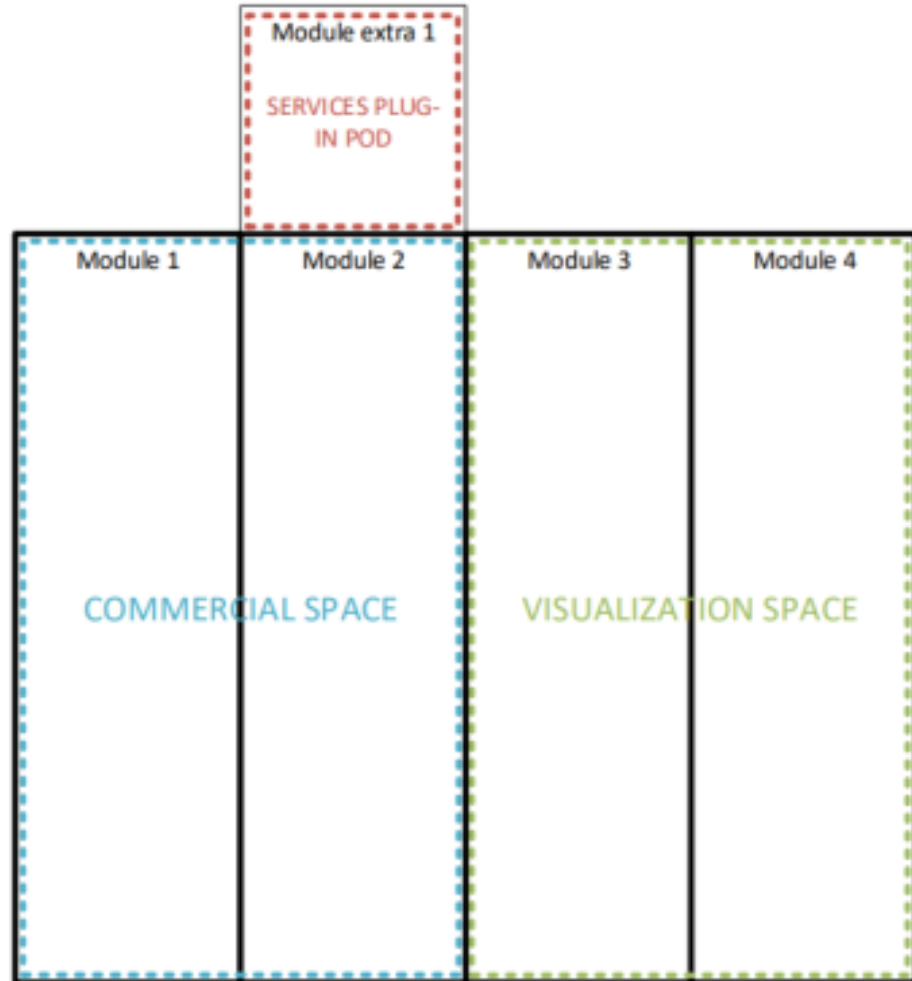 Module extra 1
SERVICES PLUG-
IN POD
Module 1
Module 2
Module 3
Module 4
COMMERCIAL SPACE
VISUALIZATION SPACE